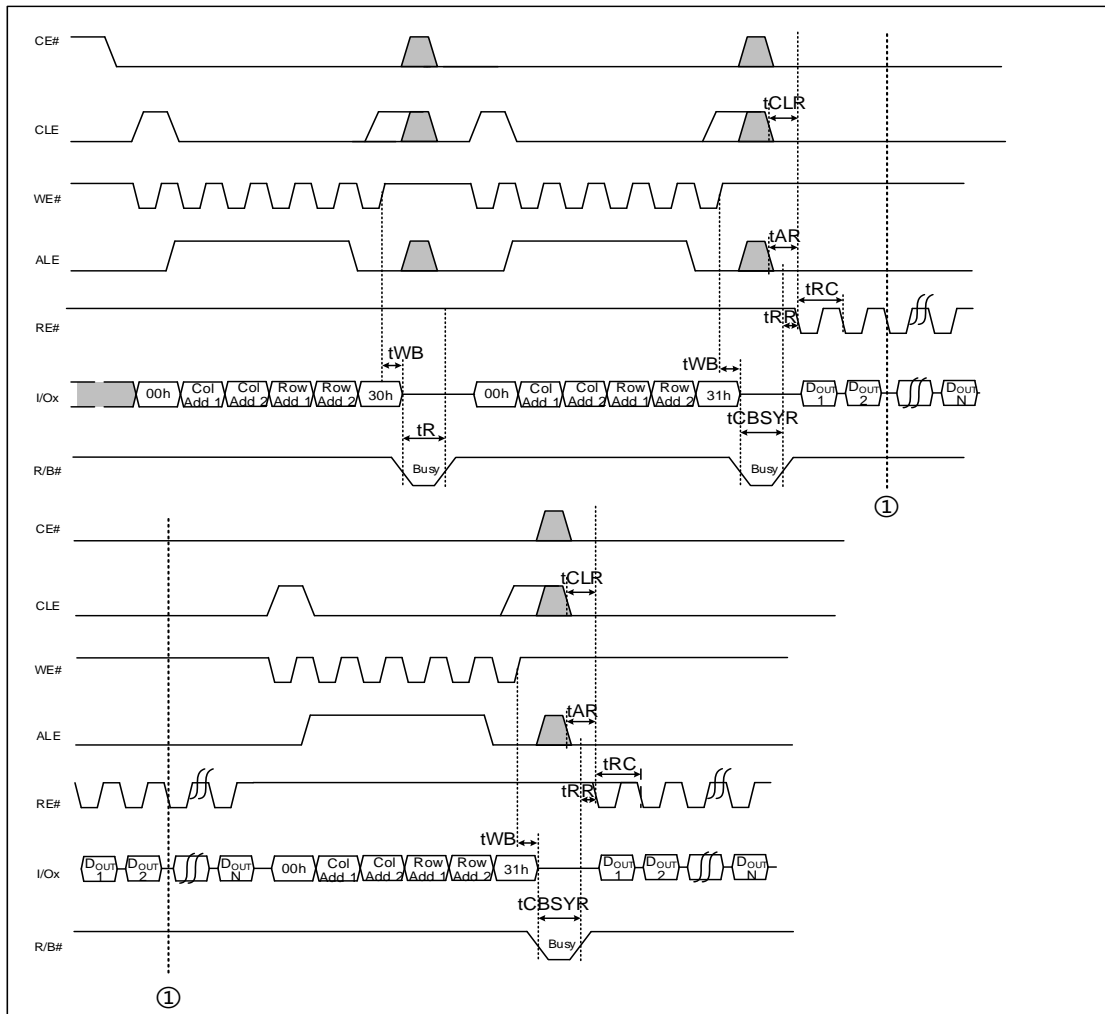 CE#
CLE
tCLR
WE#
ALE
tAR
RE#
tRR
tRC
tWB
tWB
I/Ox
00h
Col Add 1
Col Add 2
Row Add 1
Row Add 2
30h
00h
Col Add 1
Col Add 2
Row Add 1
Row Add 2
31h
DOUT 1
DOUT 2
DOUT N
tR
tCBSYR
R/B#
Busy
Busy
①
CE#
CLE
tCLR
WE#
ALE
tAR
RE#
tRR
tRC
tWB
I/Ox
DOUT 1
DOUT 2
DOUT N
00h
Col Add 1
Col Add 2
Row Add 1
Row Add 2
31h
DOUT 1
DOUT 2
DOUT N
tCBSYR
R/B#
Busy
①